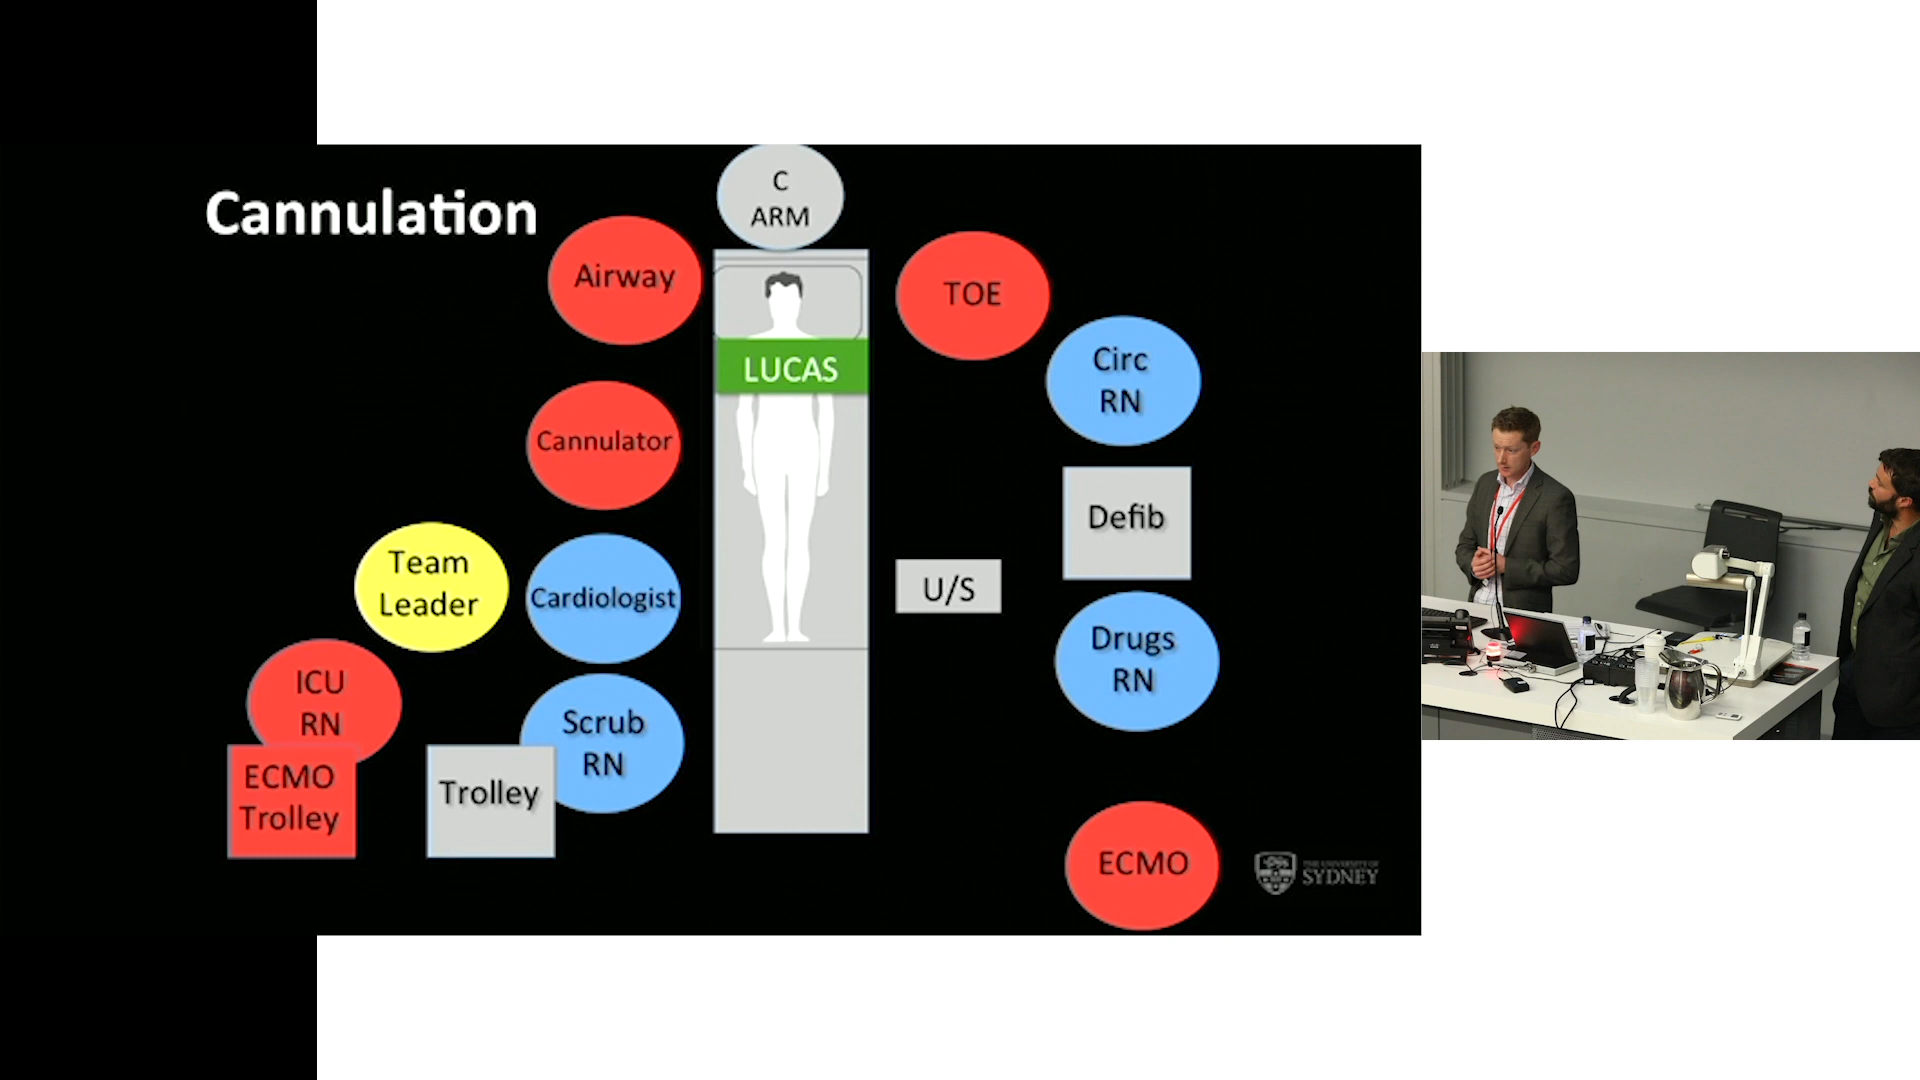 Cannulation
C
ARM
Airway
TOE
LUCAS
Circ
RN
Cannulator
Defib
Team
Leader
Cardiologist
U/S
Drugs
RN
ICU
RN
Scrub
RN
ECMO
Trolley
Trolley
ECMO
THE UNIVERSITY OF
SYDNEY